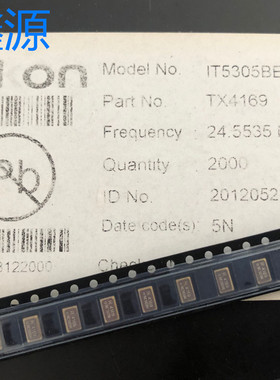 源
on
Model No. IT5305BE
Part No. TX4169
Frequency 24.5535
Quantity 2000
ID No. 2012052
Date code(s): 5N
3122000